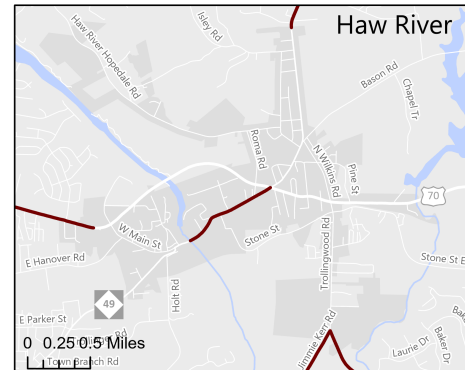 Haw River
Isley Rd
Haw River Hopedale Rd
Bason Rd
Chapel Tr
Roma Rd
N Wilkins Rd
Pine St
70
W Main St
Stone St
E Hanover Rd
Trollingwood Rd
Stone St E
Holt Rd
49
E Parker St
Jimmie Kerr Rd
Laurie Dr
Baker Dr
0 0.25 0.5 Miles
Town Branch Rd